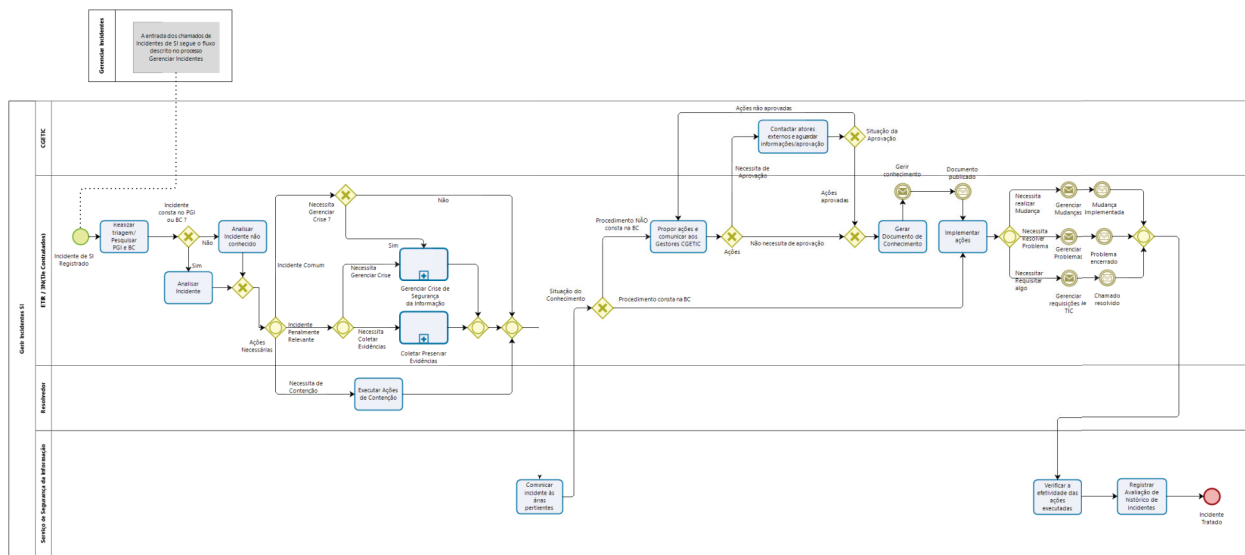 Gerenciar Incidentes
A entrada dos chamados de
Incidentes de SI segue o fluxo
descrito no processo
Gerenciar Incidentes
Gerir Incidentes SI
CGETIC
Ações não aprovadas
Contactar atores
externos e aguardar
informações/aprovação
Situação da
Aprovação
Necessita de
Aprovação
Ações
aprovadas
Gerir
conhecimento
Documento
publicado
Incidente de SI
Registrado
Realizar
triagem/
Pesquisar
PGI e BC
Incidente
consta no PGI
ou BC ?
Não
Sim
Analisar
Incidente não
conhecido
Analisar
Incidente
Ações
Necessárias
Incidente Comum
Incidente
Penalmente
Relevante
Necessita
Gerenciar
Crise ?
Não
Sim
Necessita
Gerenciar Crise
Gerenciar Crise de
Segurança
da Informação
Necessita
Coletar
Evidências
Coletar Preservar
Evidências
Situação do
Conhecimento
Procedimento NÃO
consta na BC
Procedimento consta na BC
Propor ações e
comunicar aos
Gestores CGETIC
Ações
Não necessita de aprovação
Gerar
Documento de
Conhecimento
Implementar
ações
Necessita
realizar
Mudança
Gerenciar
Mudanças
Mudança
Implementada
Necessita
Resolver
Problema
Gerenciar
Problemas
Problema
encerrado
Necessitar
Requisitar
algo
Gerenciar
requisições de
TIC
Chamado
resolvido
Resolvedor
Necessita de
Contenção
Executar Ações
de Contenção
Serviço de Segurança da Informação
Cominicar
incidente às
áras
pertientes
Verificar a
efetividade das
ações
executadas
Registrar
Avaliação de
histórico de
incidentes
Incidente
Tratado